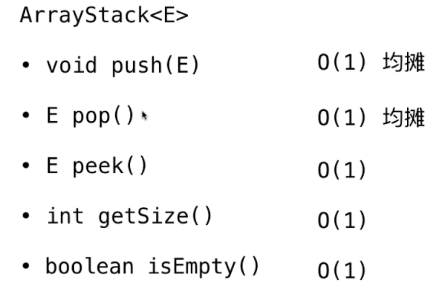 ArrayStack<E>
• void push(E) O(1) 均摊
• E pop() O(1) 均摊
• E peek() O(1)
• int getSize() O(1)
• boolean isEmpty() O(1)